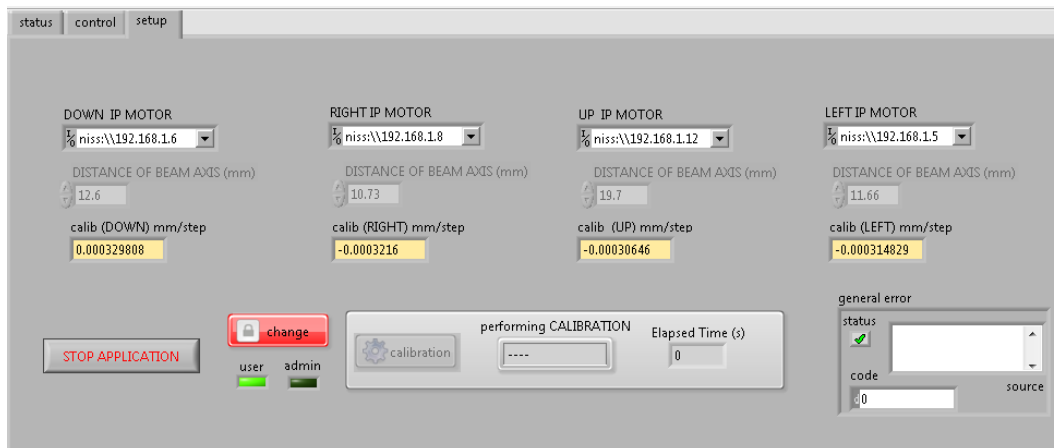 status control setup
DOWN IP MOTOR RIGHT IP MOTOR UP IP MOTOR LEFT IP MOTOR
I/O niss:\\192.168.1.6 I/O niss:\\192.168.1.8 I/O niss:\\192.168.1.12 I/O niss:\\192.168.1.5
DISTANCE OF BEAM AXIS (mm) DISTANCE OF BEAM AXIS (mm) DISTANCE OF BEAM AXIS (mm) DISTANCE OF BEAM AXIS (mm)
12.6 10.73 19.7 11.66
calib (DOWN) mm/step calib (RIGHT) mm/step calib (UP) mm/step calib (LEFT) mm/step
0.000329808 -0.0003216 -0.00030646 -0.000314829
general error
change performing CALIBRATION Elapsed Time (s) status
STOP APPLICATION calibration ---- 0
user admin code
0 source